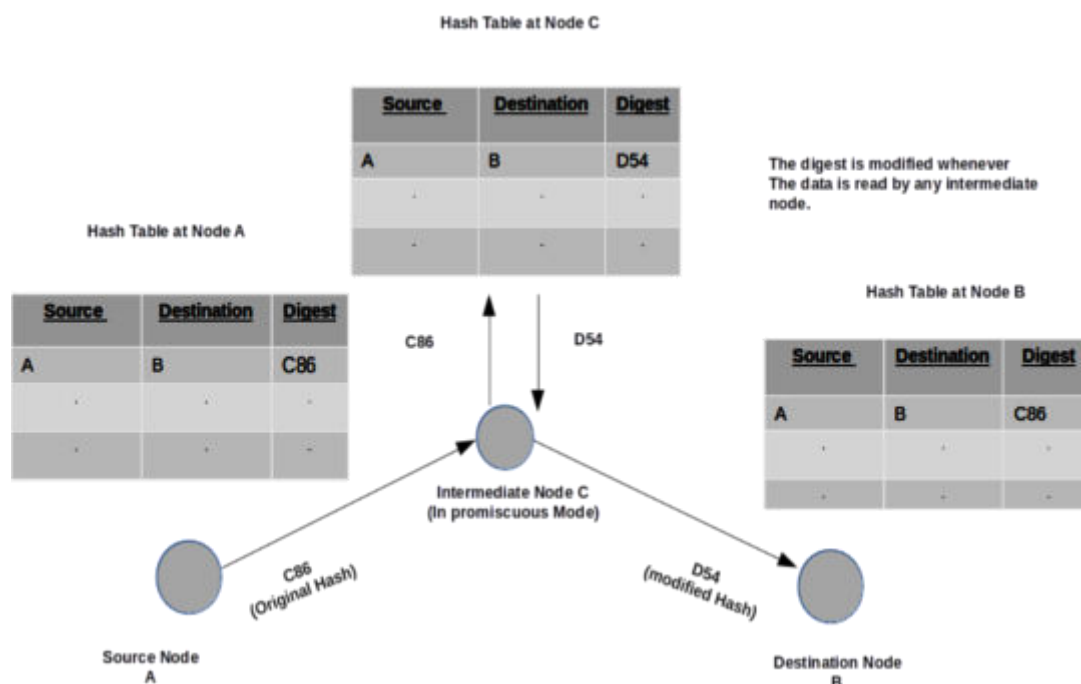 Hash Table at Node C
Source Destination Digest
A B D54
The digest is modified whenever
The data is read by any intermediate
node.
Hash Table at Node A
Source Destination Digest
A B C86
Hash Table at Node B
Source Destination Digest
A B C86
C86 D54
Intermediate Node C
(In promiscuous Mode)
C86
(Original Hash)
D54
(modified Hash)
Source Node
A
Destination Node
B